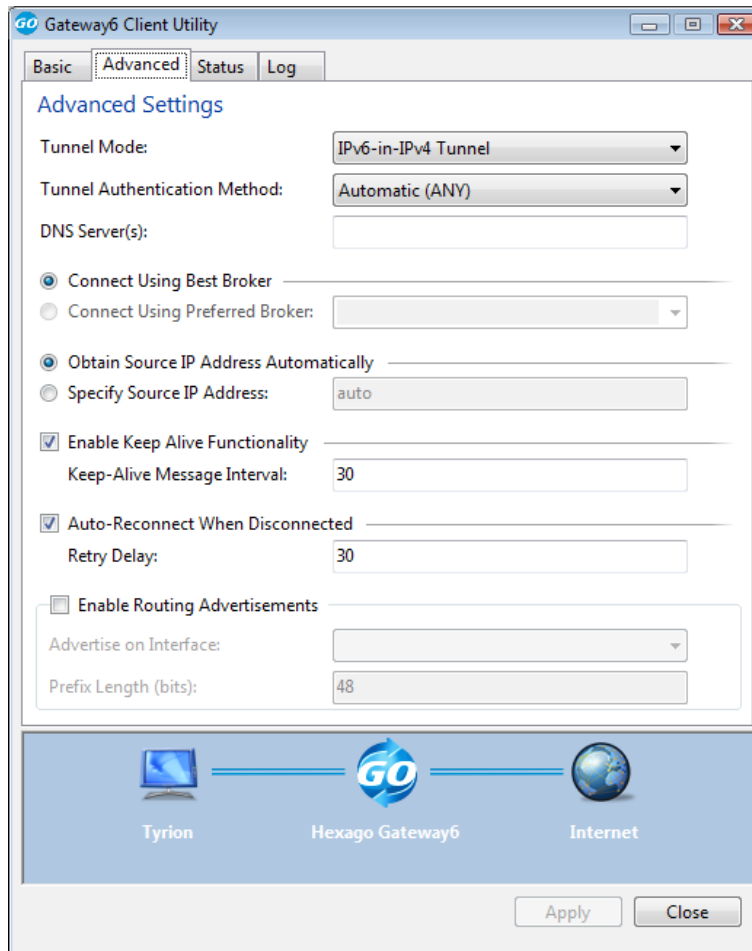 GO Gateway6 Client Utility
Basic Advanced Status Log
Advanced Settings
Tunnel Mode: IPv6-in-IPv4 Tunnel
Tunnel Authentication Method: Automatic (ANY)
DNS Server(s):
Connect Using Best Broker
Connect Using Preferred Broker:
Obtain Source IP Address Automatically
Specify Source IP Address: auto
Enable Keep Alive Functionality
Keep-Alive Message Interval: 30
Auto-Reconnect When Disconnected
Retry Delay: 30
Enable Routing Advertisements
Advertise on Interface:
Prefix Length (bits): 48
GO
Tyrion Hexago Gateway6 Internet
Apply Close